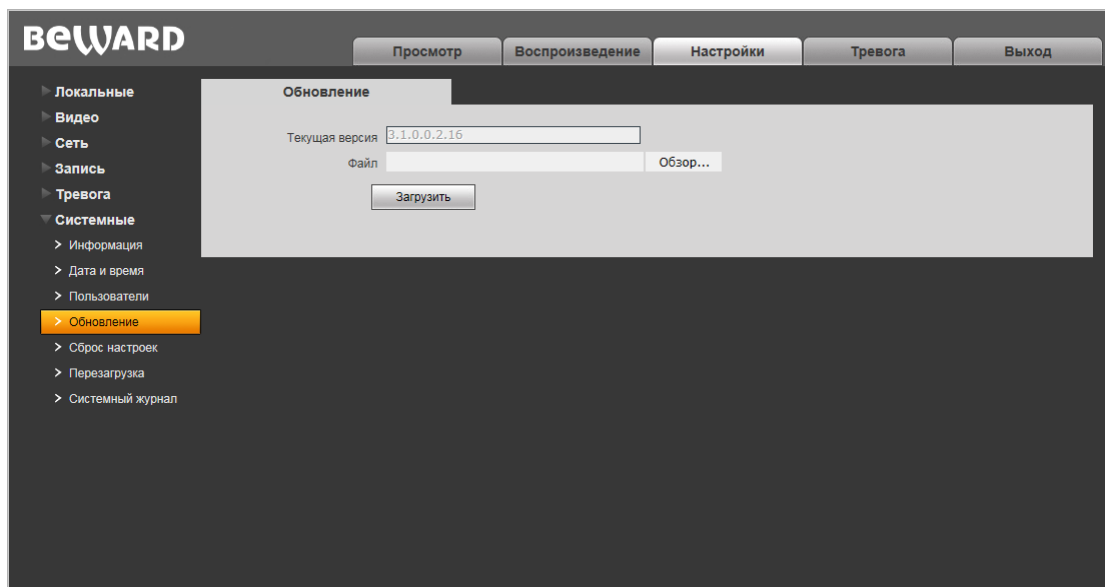 BEWARD
Просмотр Воспроизведение Настройки Тревога Выход
Локальные
Видео
Сеть
Запись
Тревога
Системные
Информация
Дата и время
Пользователи
Обновление
Сброс настроек
Перезагрузка
Системный журнал
Обновление
Текущая версия 3.1.0.0.2.16
Файл Обзор...
Загрузить